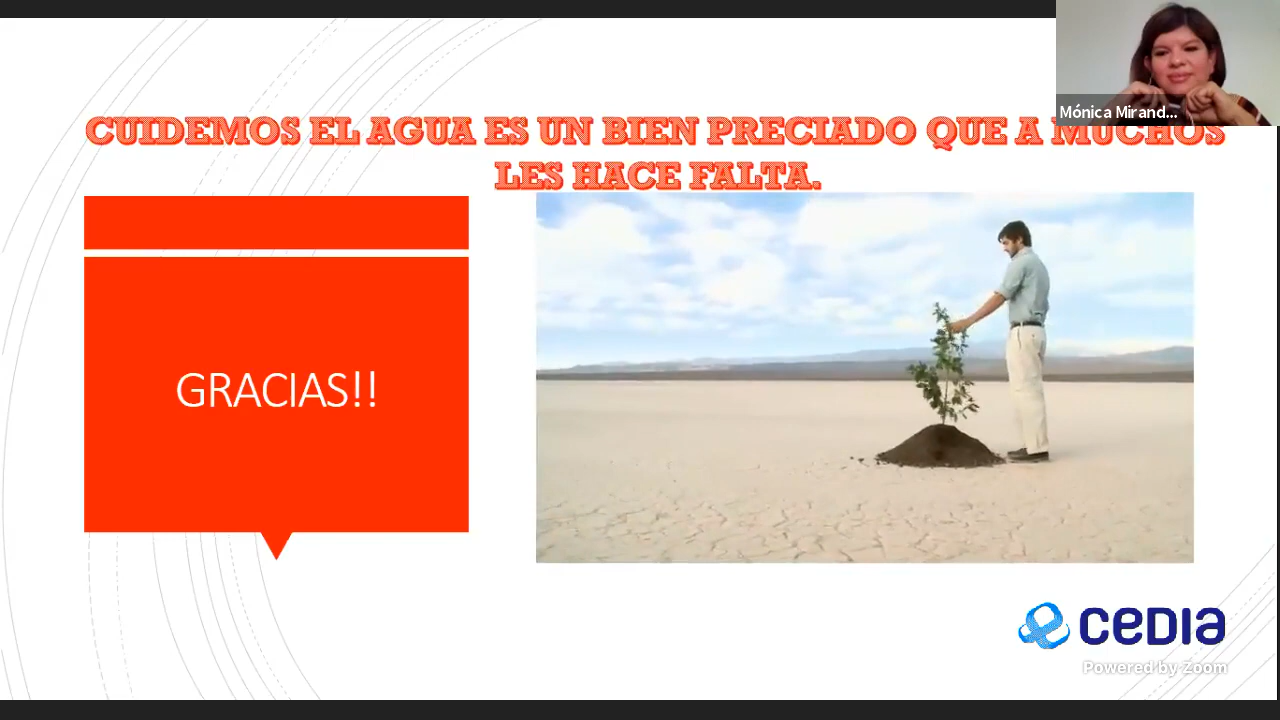 Mónica Mirand...
CUIDEMOS EL AGUA ES UN BIEN PRECIADO QUE A MUCHOS
LES HACE FALTA.
GRACIAS!!
CEDIA
Powered by Zoom